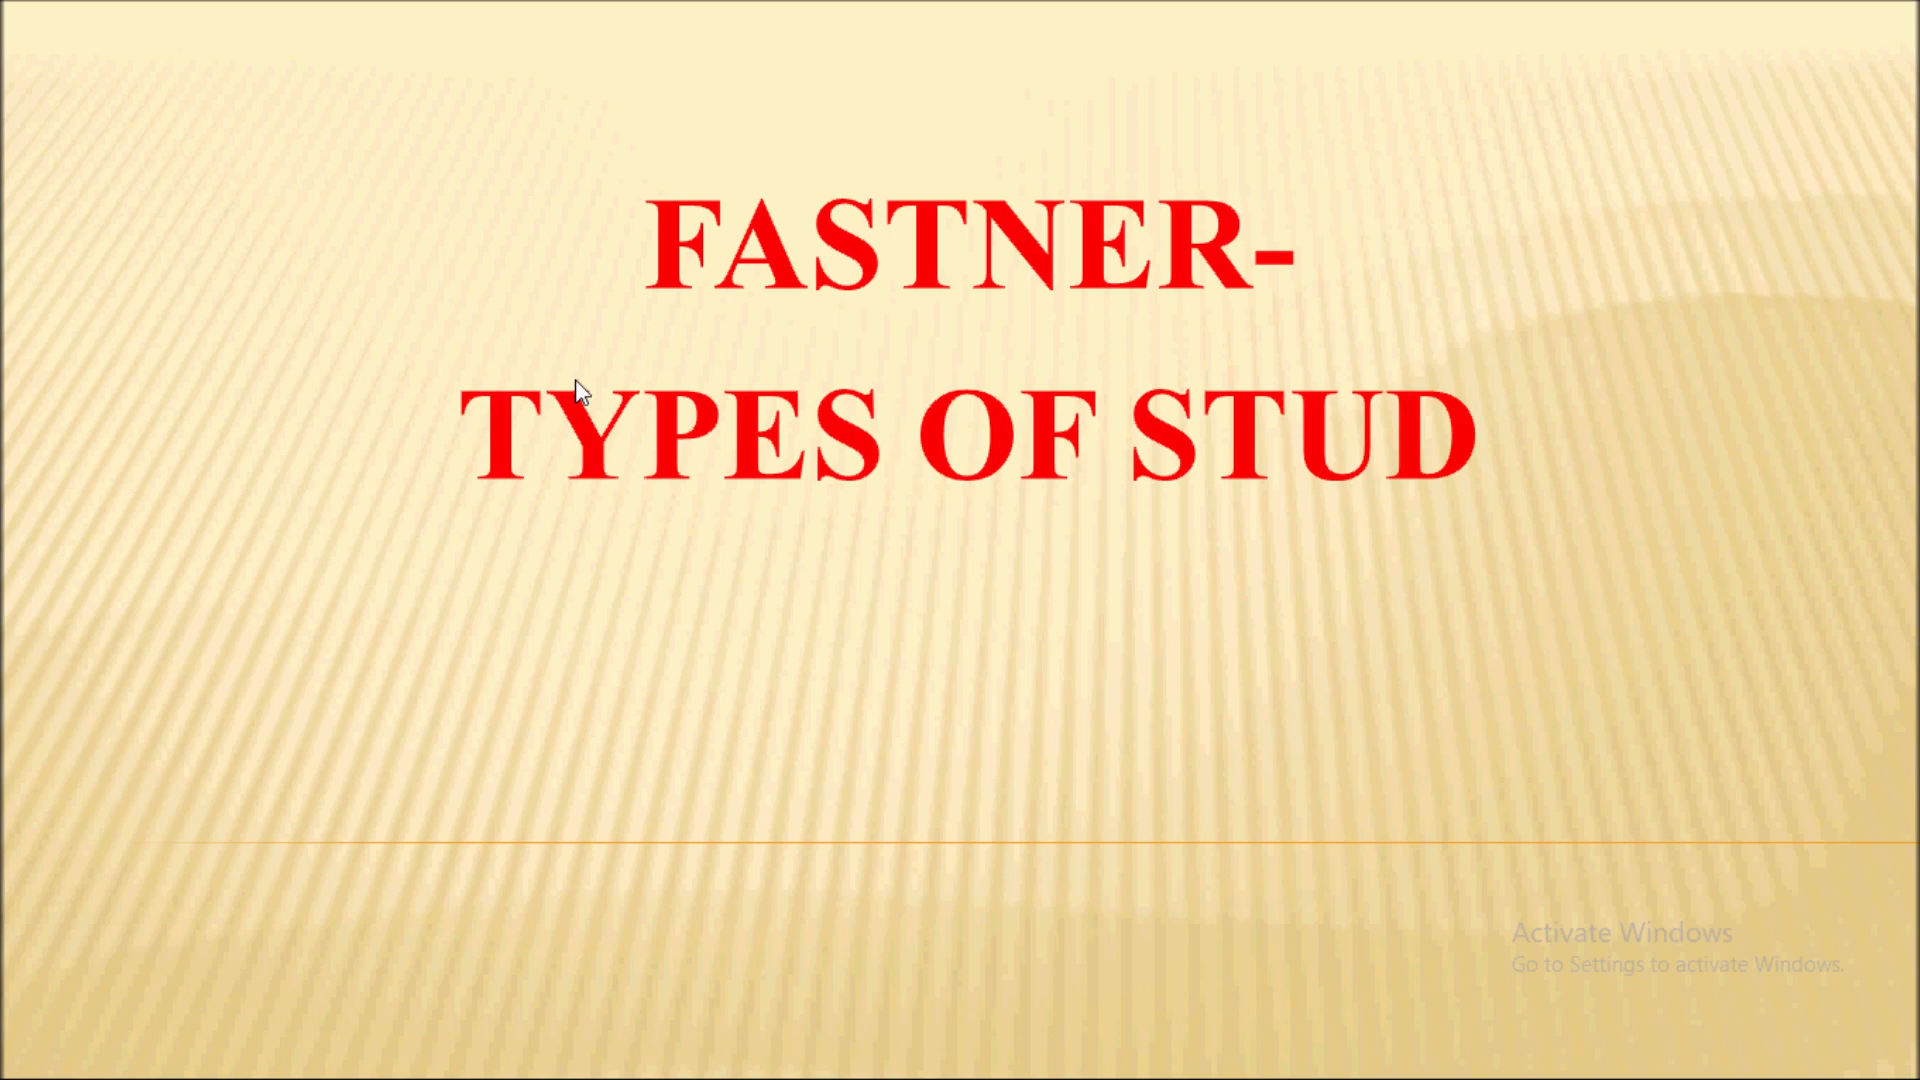 FASTNER-
TYPES OF STUD
Activate Windows
Go to Settings to activate Windows.